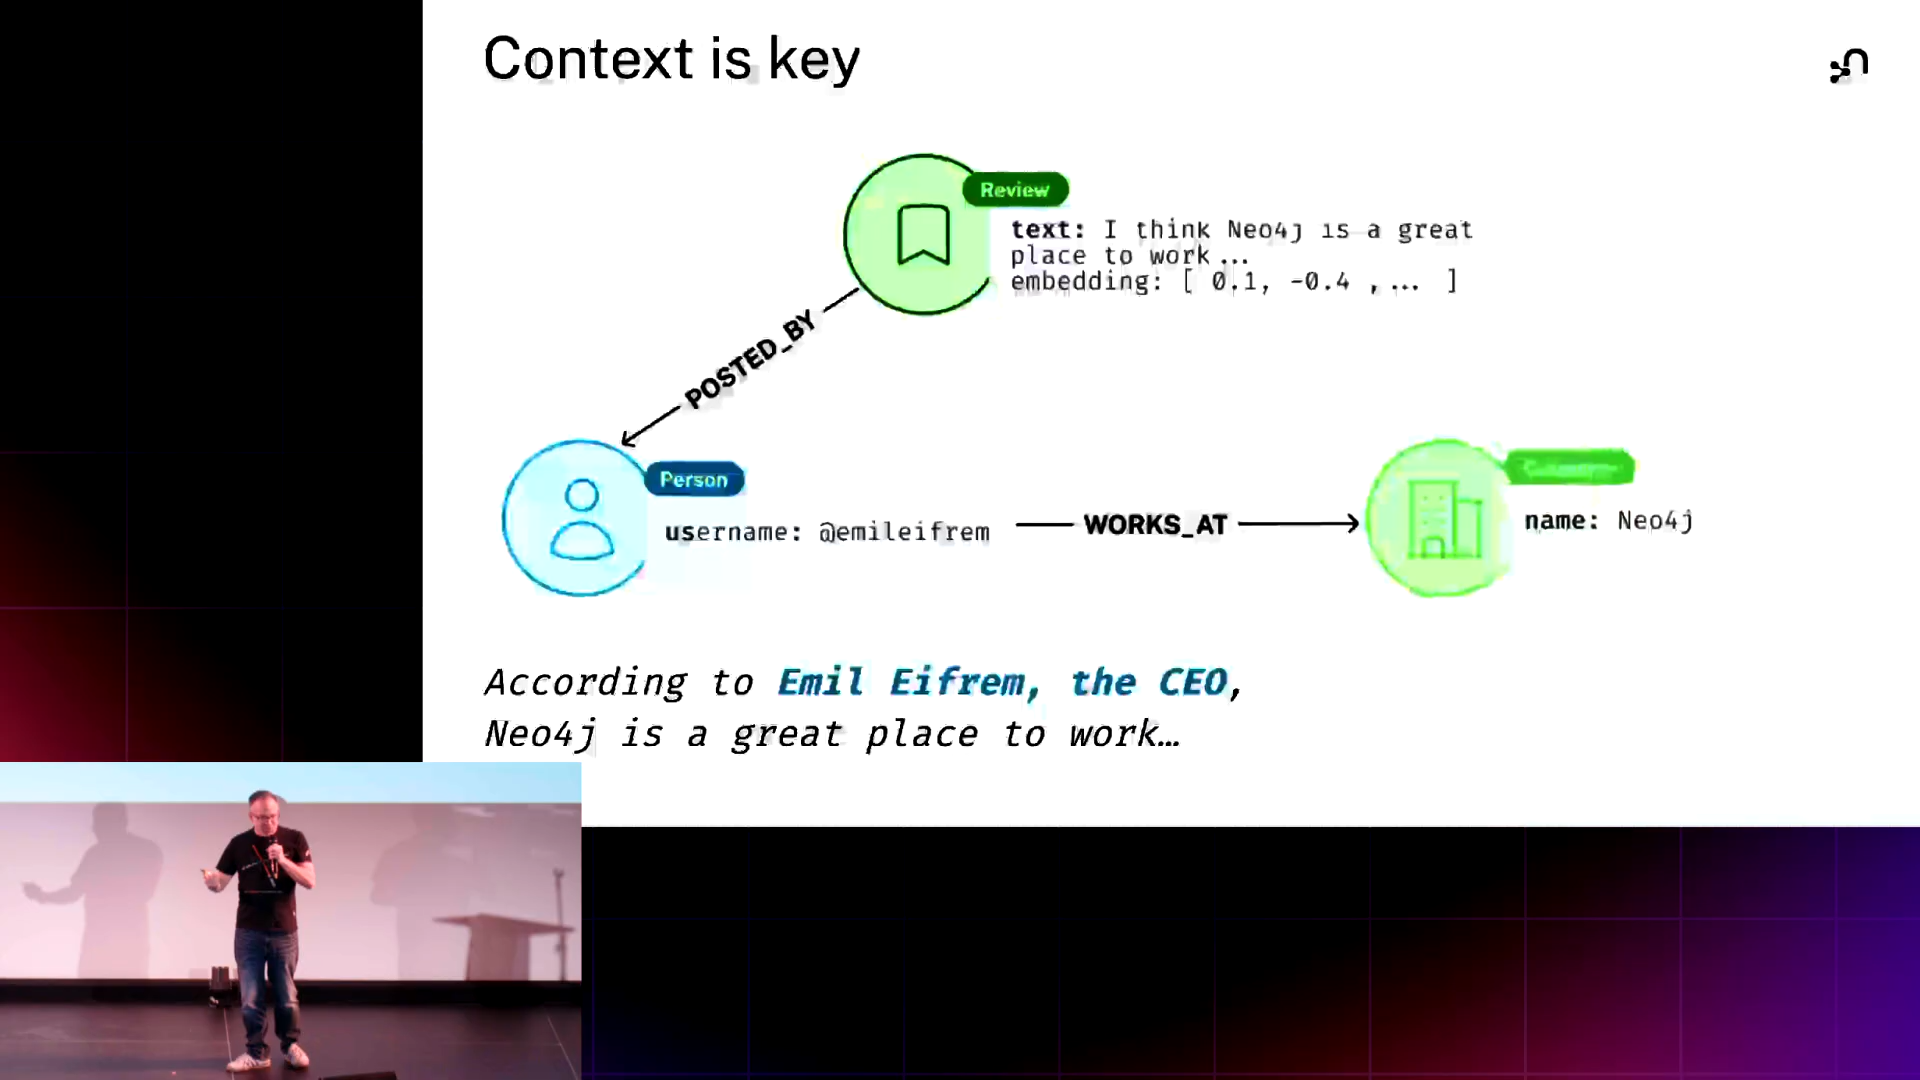 Context is key
Review
text: I think Neo4j is a great
place to work...
embedding: [ 0.1, -0.4 ,... ]
POSTED_BY
Person
username: @emileifrem
WORKS_AT
name: Neo4j
According to Emil Eifrem, the CEO,
Neo4j is a great place to work…